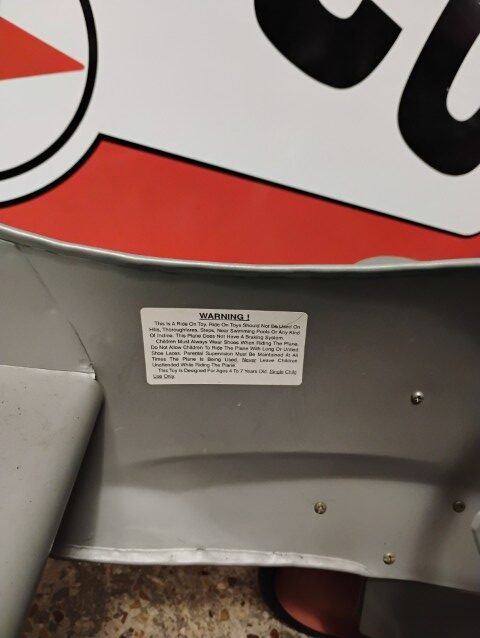 WARNING !
This Is A Ride On Toy. Ride On Toys Should Not Be Used On
Hills, Thoroughfares, Steps, Near Swimming Pools Or Any Kind
Of Incline. This Plane Does Not Have A Braking System.
Children Must Always Wear Shoes When Riding The Plane.
Do Not Allow Children To Ride The Plane With Long Or Untied
Shoe Laces. Parental Supervision Must Be Maintained At All
Times The Plane Is Being Used. Never Leave Children
Unattended While Riding The Plane!
This Toy Is Designed For Ages 4 To 7 Years Old. Single Child
Use Only.